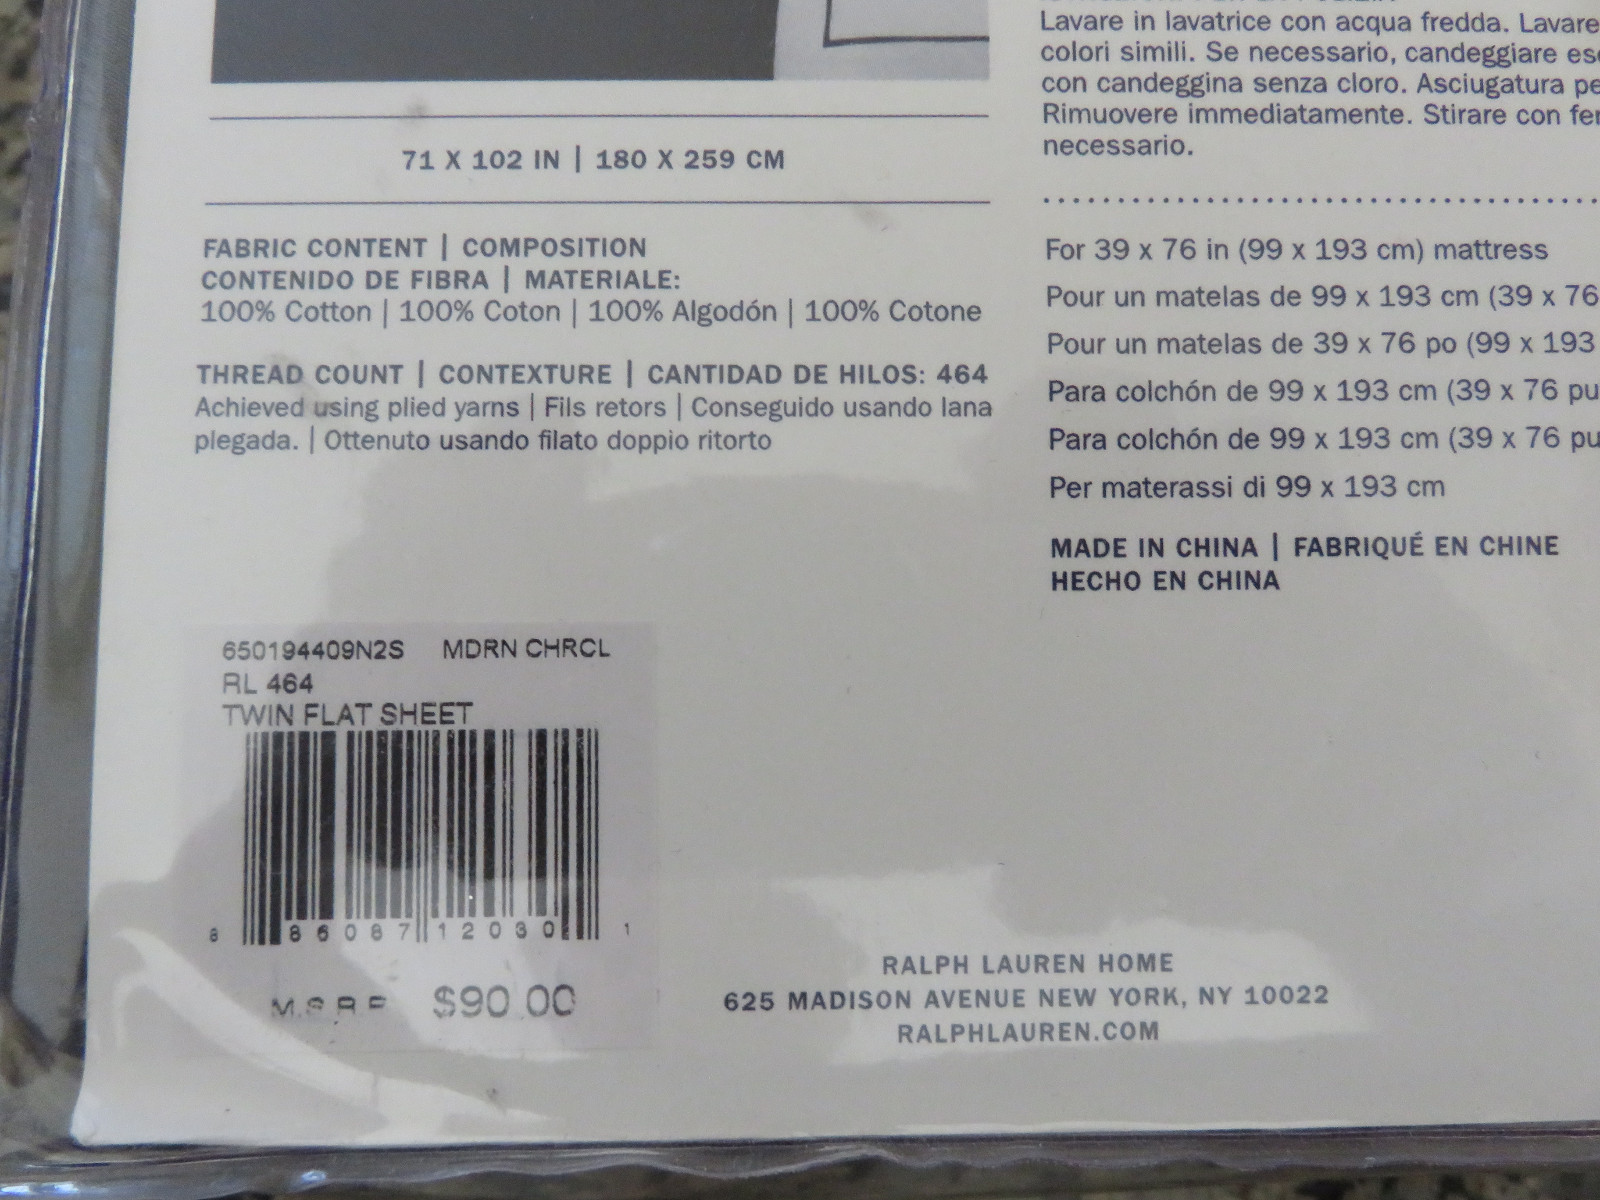 71 X 102 IN | 180 X 259 CM
FABRIC CONTENT | COMPOSITION
CONTENIDO DE FIBRA | MATERIALE:
100% Cotton | 100% Coton | 100% Algodón | 100% Cotone
THREAD COUNT | CONTEXTURE | CANTIDAD DE HILOS: 464
Achieved using plied yarns | Fils retors | Conseguido usando lana
plegada. | Ottenuto usando filato doppio ritorto
650194409N2S MDRN CHRCL
RL 464
TWIN FLAT SHEET
8 86087 12030 1
M.S.R.P. $90.00
Lavare in lavatrice con acqua fredda. Lavare
colori simili. Se necessario, candeggiare
con candeggina senza cloro. Asciugatura
Rimuovere immediatamente. Stirare con
necessario.
For 39 x 76 in (99 x 193 cm) mattress
Pour un matelas de 99 x 193 cm (39 x 76
Pour un matelas de 39 x 76 po (99 x 193
Para colchón de 99 x 193 cm (39 x 76
Para colchón de 99 x 193 cm (39 x 76
Per materassi di 99 x 193 cm
MADE IN CHINA | FABRIQUÉ EN CHINE
HECHO EN CHINA
RALPH LAUREN HOME
625 MADISON AVENUE NEW YORK, NY 10022
RALPHLAUREN.COM